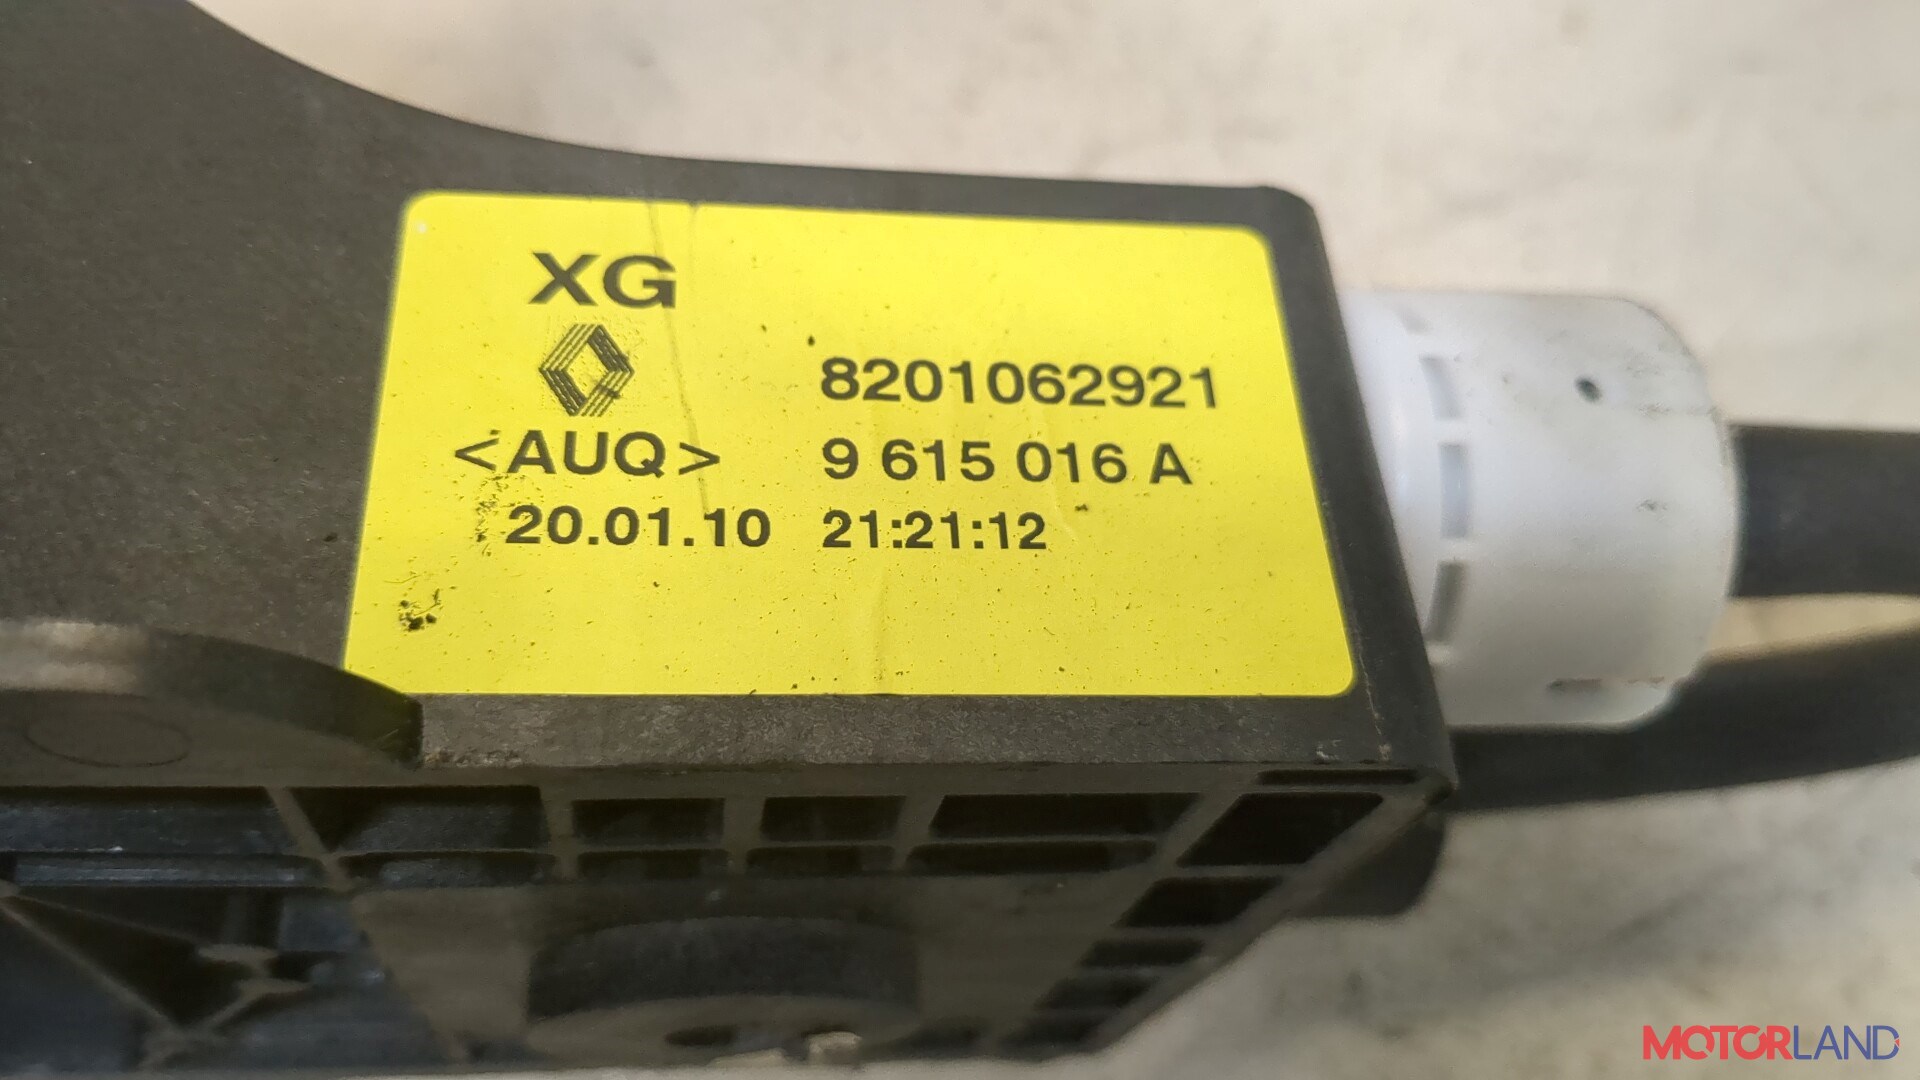 XG
8201062921
<AUQ> 9 615 016 A
20.01.10 21:21:12
MOTORLAND